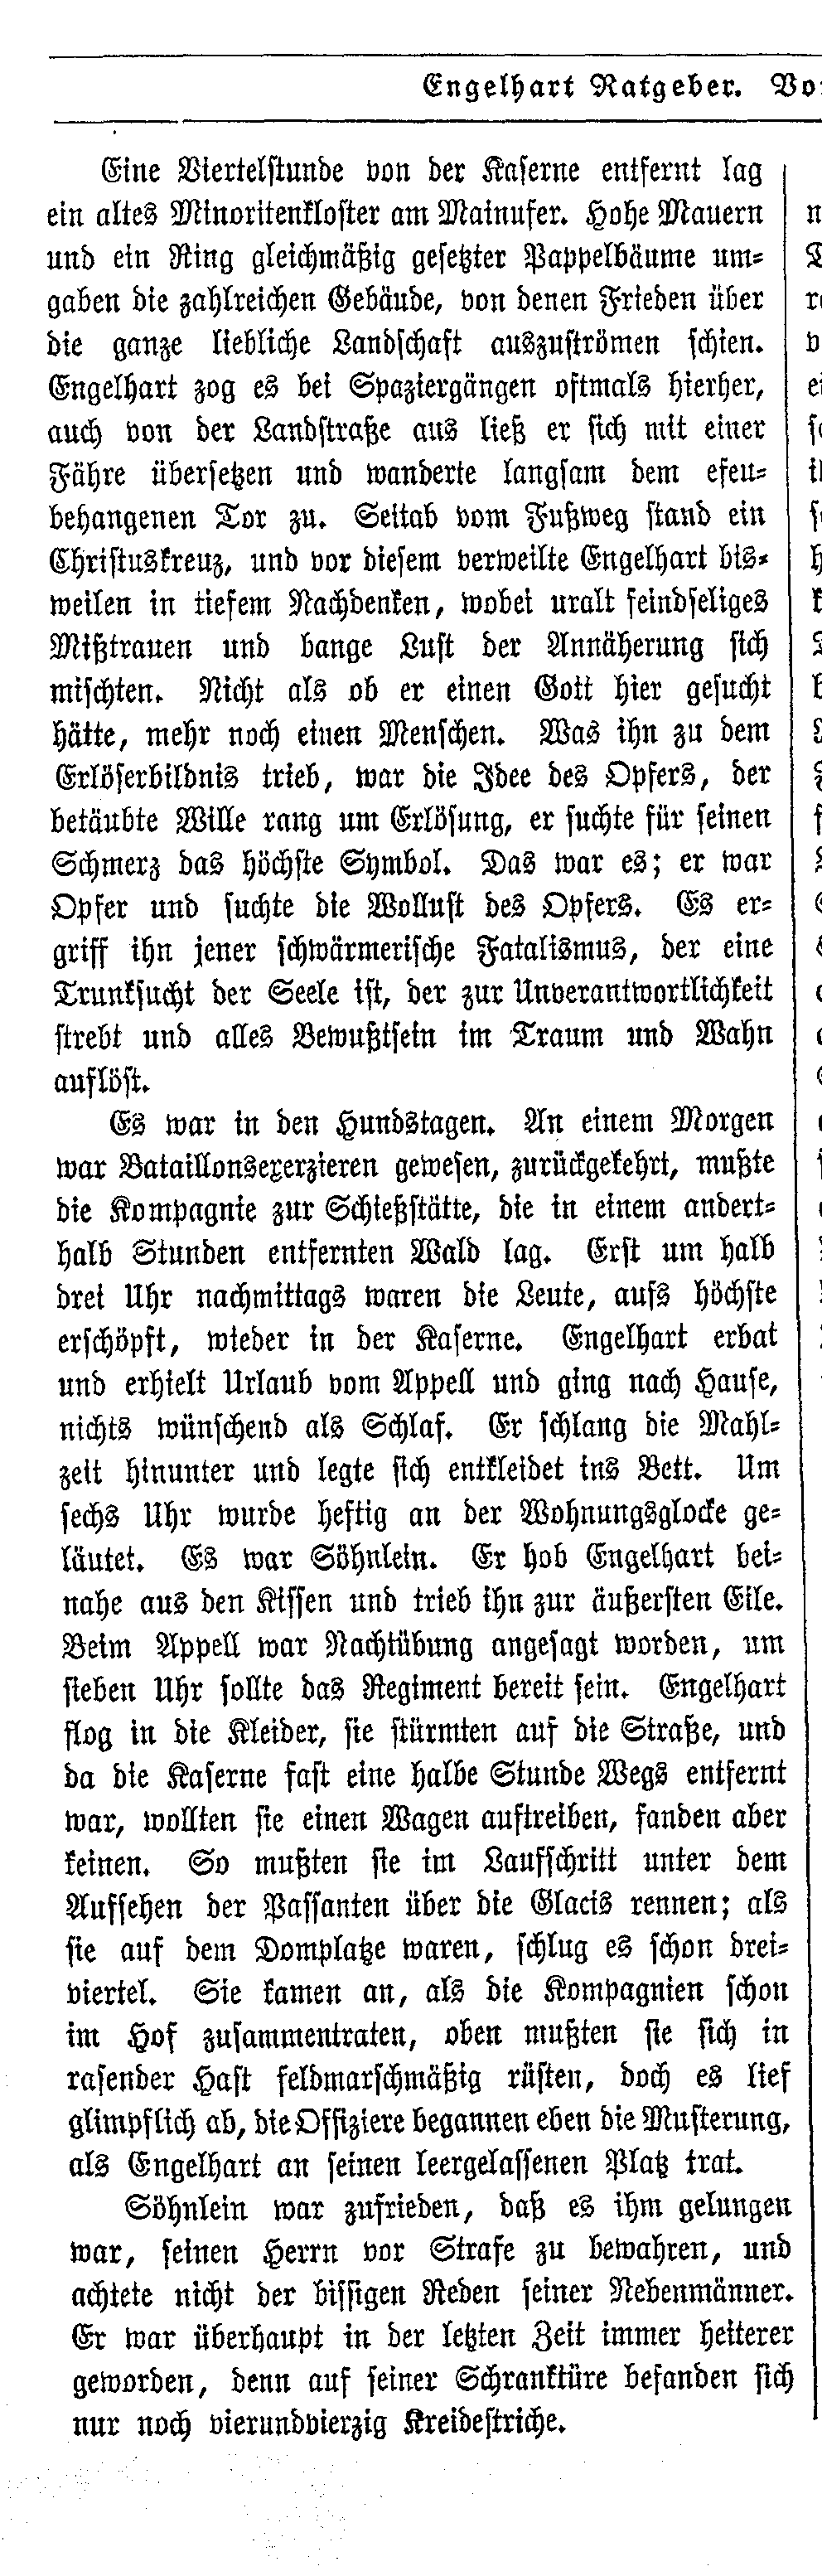 Engelhart Ratgeber.
Eine Viertelstunde von der Kaserne entfernt lag
ein altes Minoritenkloster am Mainufer. Hohe Mauern
und ein Ring gleichmäßig gesetzter Pappelbäume um-
gaben die zahlreichen Gebäude, von denen Frieden über
die ganze liebliche Landschaft auszuströmen schien.
Engelhart zog es bei Spaziergängen oftmals hierher,
auch von der Landstraße aus ließ er sich mit einer
Fähre übersetzen und wanderte langsam dem efeu-
behangenen Tor zu. Seitab vom Fußweg stand ein
Christuskreuz, und vor diesem verweilte Engelhart bis-
weilen in tiefem Nachdenken, wobei uralt feindseliges
Mißtrauen und bange Lust der Annäherung sich
mischten. Nicht als ob er einen Gott hier gesucht
hätte, mehr noch einen Menschen. Was ihn zu dem
Erlöserbildnis trieb, war die Idee des Opfers, der
betäubte Wille rang um Erlösung, er suchte für seinen
Schmerz das höchste Symbol. Das war es; er war
Opfer und suchte die Wollust des Opfers. Es er-
griff ihn jener schwärmerische Fatalismus, der eine
Trunksucht der Seele ist, der zur Unverantwortlichkeit
strebt und alles Bewußtsein im Traum und Wahn
auflöst.
Es war in den Hundstagen. An einem Morgen
war Bataillonsexerzieren gewesen, zurückgekehrt, mußte
die Kompagnie zur Schießstätte, die in einem andert-
halb Stunden entfernten Wald lag. Erst um halb
drei Uhr nachmittags waren die Leute, aufs höchste
erschöpft, wieder in der Kaserne. Engelhart erbat
und erhielt Urlaub vom Appell und ging nach Hause,
nichts wünschend als Schlaf. Er schlang die Mahl-
zeit hinunter und legte sich entkleidet ins Bett. Um
sechs Uhr wurde heftig an der Wohnungsglocke ge-
läutet. Es war Söhnlein. Er hob Engelhart bei-
nahe aus den Kissen und trieb ihn zur äußersten Eile.
Beim Appell war Nachtübung angesagt worden, um
sieben Uhr sollte das Regiment bereit sein. Engelhart
flog in die Kleider, sie stürmten auf die Straße, und
da die Kaserne fast eine halbe Stunde Wegs entfernt
war, wollten sie einen Wagen auftreiben, fanden aber
keinen. So mußten sie im Laufschritt unter dem
Aufsehen der Passanten über die Glacis rennen; als
sie auf dem Domplatze waren, schlug es schon drei-
viertel. Sie kamen an, als die Kompagnien schon
im Hof zusammentraten, oben mußten sie sich in
rasender Hast feldmarschmäßig rüsten, doch es lief
glimpflich ab, die Offiziere begannen eben die Musterung,
als Engelhart an seinen leergelassenen Platz trat.
Söhnlein war zufrieden, daß es ihm gelungen
war, seinen Herrn vor Strafe zu bewahren, und
achtete nicht der bissigen Reden seiner Nebenmänner.
Er war überhaupt in der letzten Zeit immer heiterer
geworden, denn auf seiner Schranktüre befanden sich
nur noch vierundvierzig Kreidestriche.